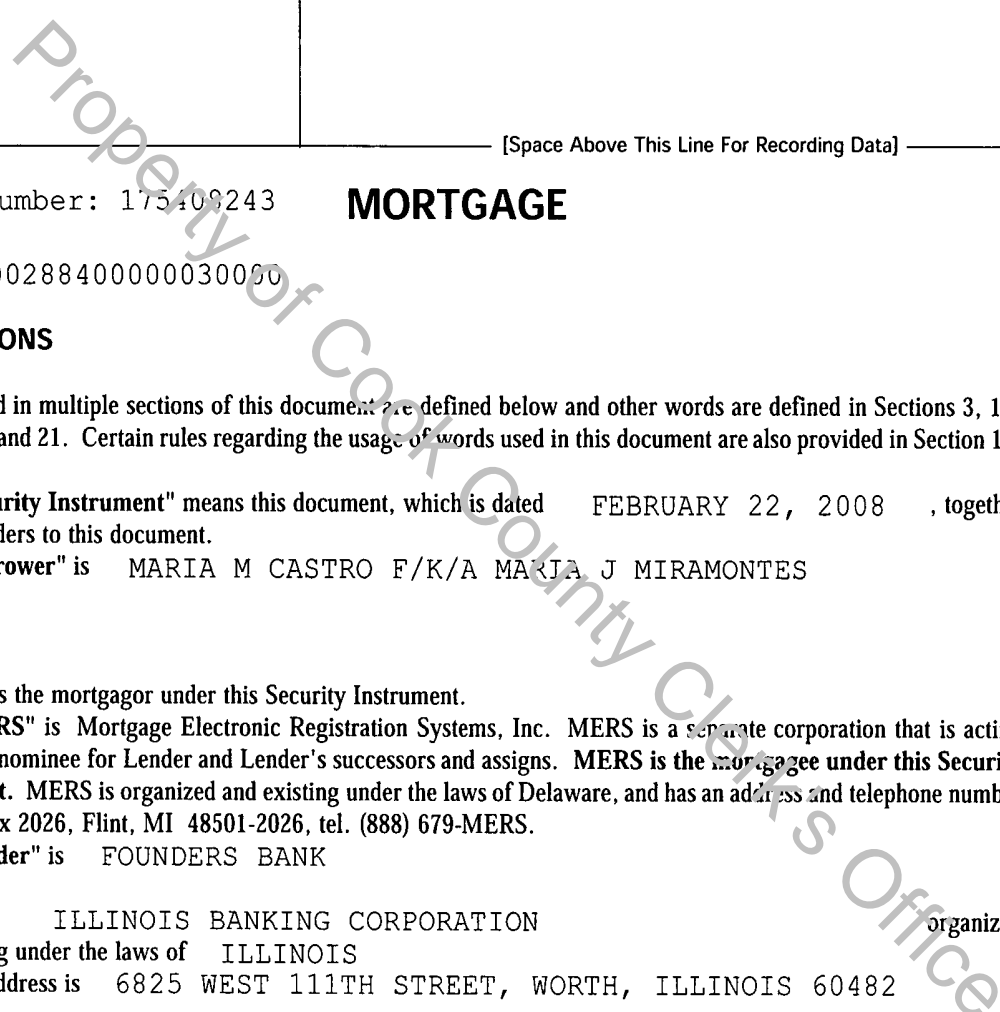 [Space Above This Line For Recording Data]
umber: 175409243 MORTGAGE
0028840000003000
ONS
d in multiple sections of this document are defined below and other words are defined in Sections 3, 1
and 21. Certain rules regarding the usage of words used in this document are also provided in Section 1
urity Instrument" means this document, which is dated FEBRUARY 22, 2008 , togeth
ders to this document.
rower" is MARIA M CASTRO F/K/A MARIA J MIRAMONTES
s the mortgagor under this Security Instrument.
RS" is Mortgage Electronic Registration Systems, Inc. MERS is a separate corporation that is acti
nominee for Lender and Lender's successors and assigns. MERS is the mortgagee under this Securi
t. MERS is organized and existing under the laws of Delaware, and has an address and telephone numb
x 2026, Flint, MI 48501-2026, tel. (888) 679-MERS.
der" is FOUNDERS BANK
ILLINOIS BANKING CORPORATION organiz
g under the laws of ILLINOIS
ddress is 6825 WEST 111TH STREET, WORTH, ILLINOIS 60482
Property of Cook County Clerk's Office